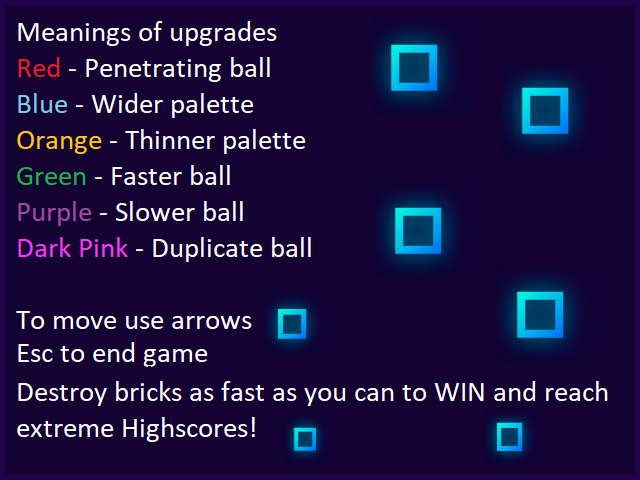 Meanings of upgrades
Red - Penetrating ball
Blue - Wider palette
Orange - Thinner palette
Green - Faster ball
Purple - Slower ball
Dark Pink - Duplicate ball
To move use arrows
Esc to end game
Destroy bricks as fast as you can to WIN and reach
extreme Highscores!